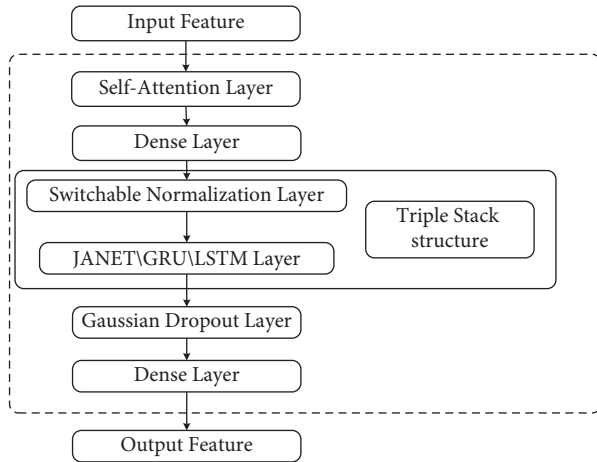 Input Feature
Self-Attention Layer
Dense Layer
Switchable Normalization Layer
Triple Stack
structure
JANET\GRU\LSTM Layer
Gaussian Dropout Layer
Dense Layer
Output Feature